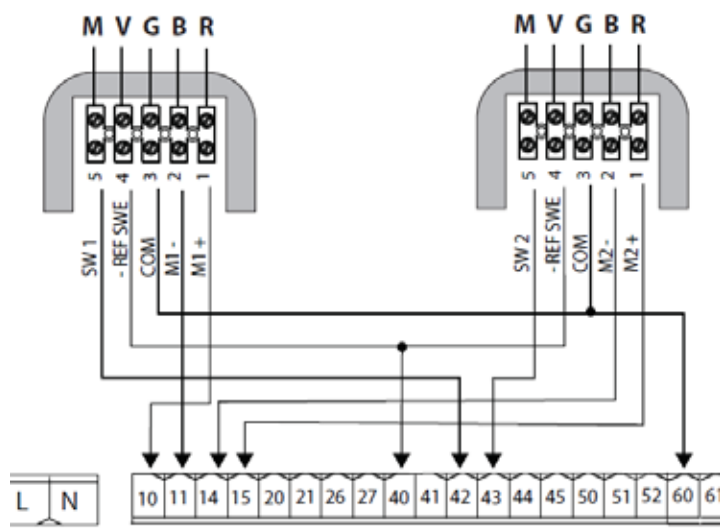 M V G B R
M V G B R
5 4 3 2 1
5 4 3 2 1
SW 1
- REF SWE
COM
M1 -
M1 +
SW 2
- REF SWE
COM
M2 -
M2 +
L N
10 11 14 15 20 21 26 27 40 41 42 43 44 45 50 51 52 60 61